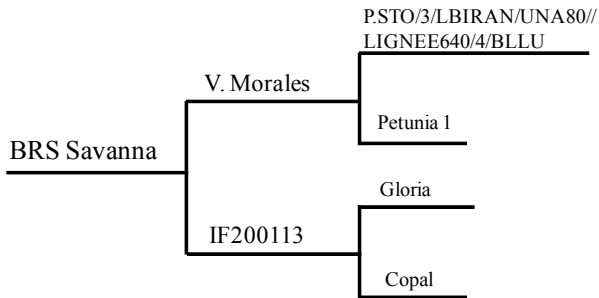 P.STO/3/LBIRAN/UNA80//
LIGNEE640/4/BLLU
V. Morales
Petunia 1
BRS Savanna
Gloria
IF200113
Copal